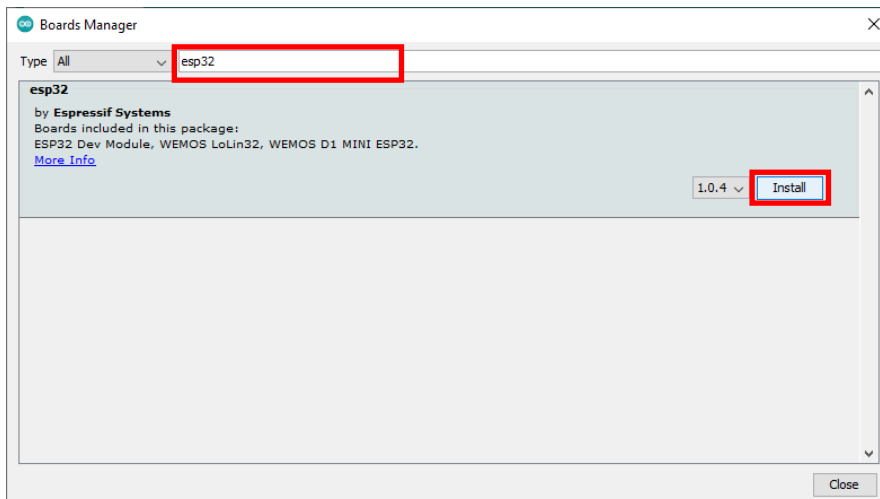 Boards Manager
Type All esp32
esp32
by Espressif Systems
Boards included in this package:
ESP32 Dev Module, WEMOS LoLin32, WEMOS D1 MINI ESP32.
More Info
1.0.4 Install
Close